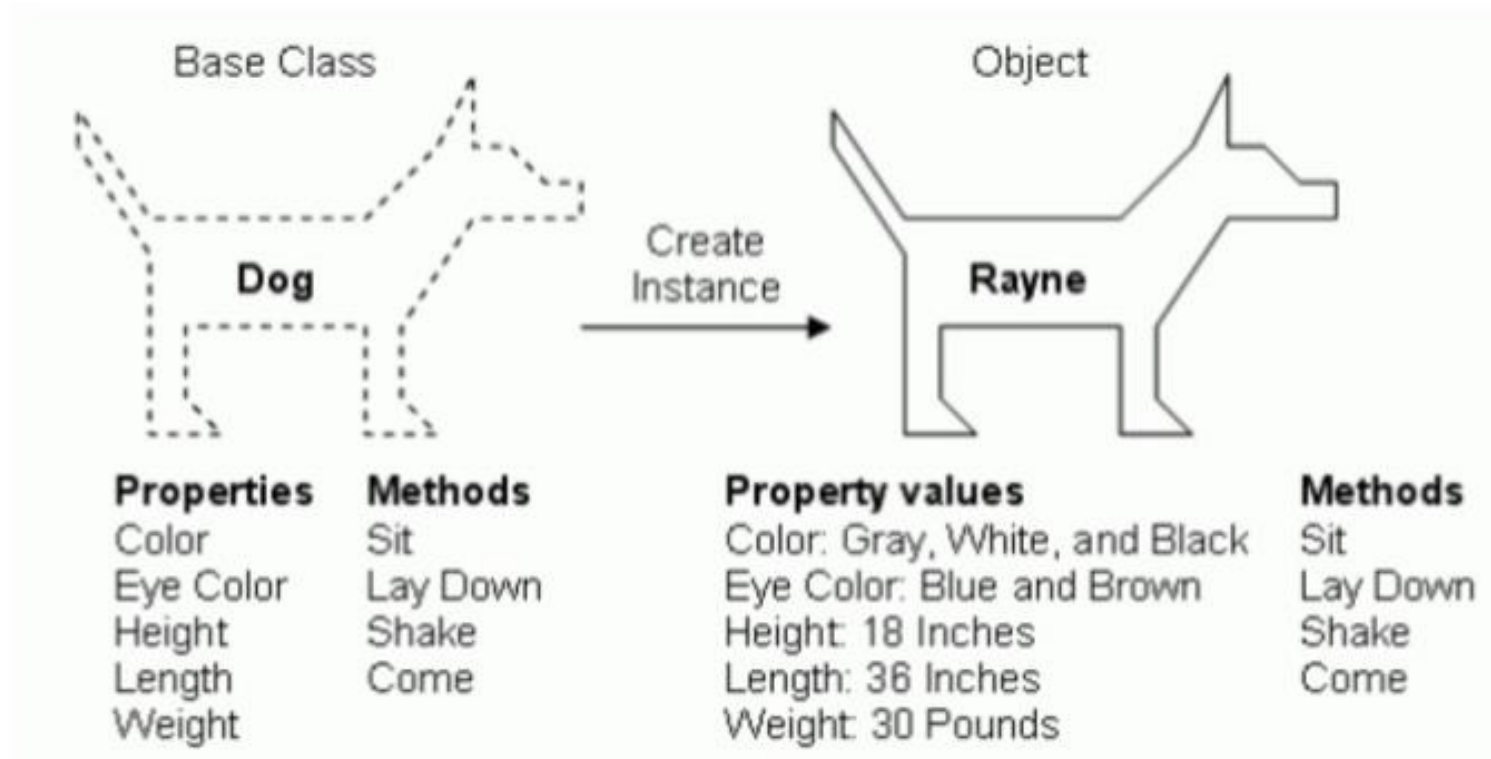 Base Class
Object
Dog
Create
Instance
Rayne
Properties
Color
Eye Color
Height
Length
Weight
Methods
Sit
Lay Down
Shake
Come
Property values
Color: Gray, White, and Black
Eye Color: Blue and Brown
Height: 18 Inches
Length: 36 Inches
Weight: 30 Pounds
Methods
Sit
Lay Down
Shake
Come